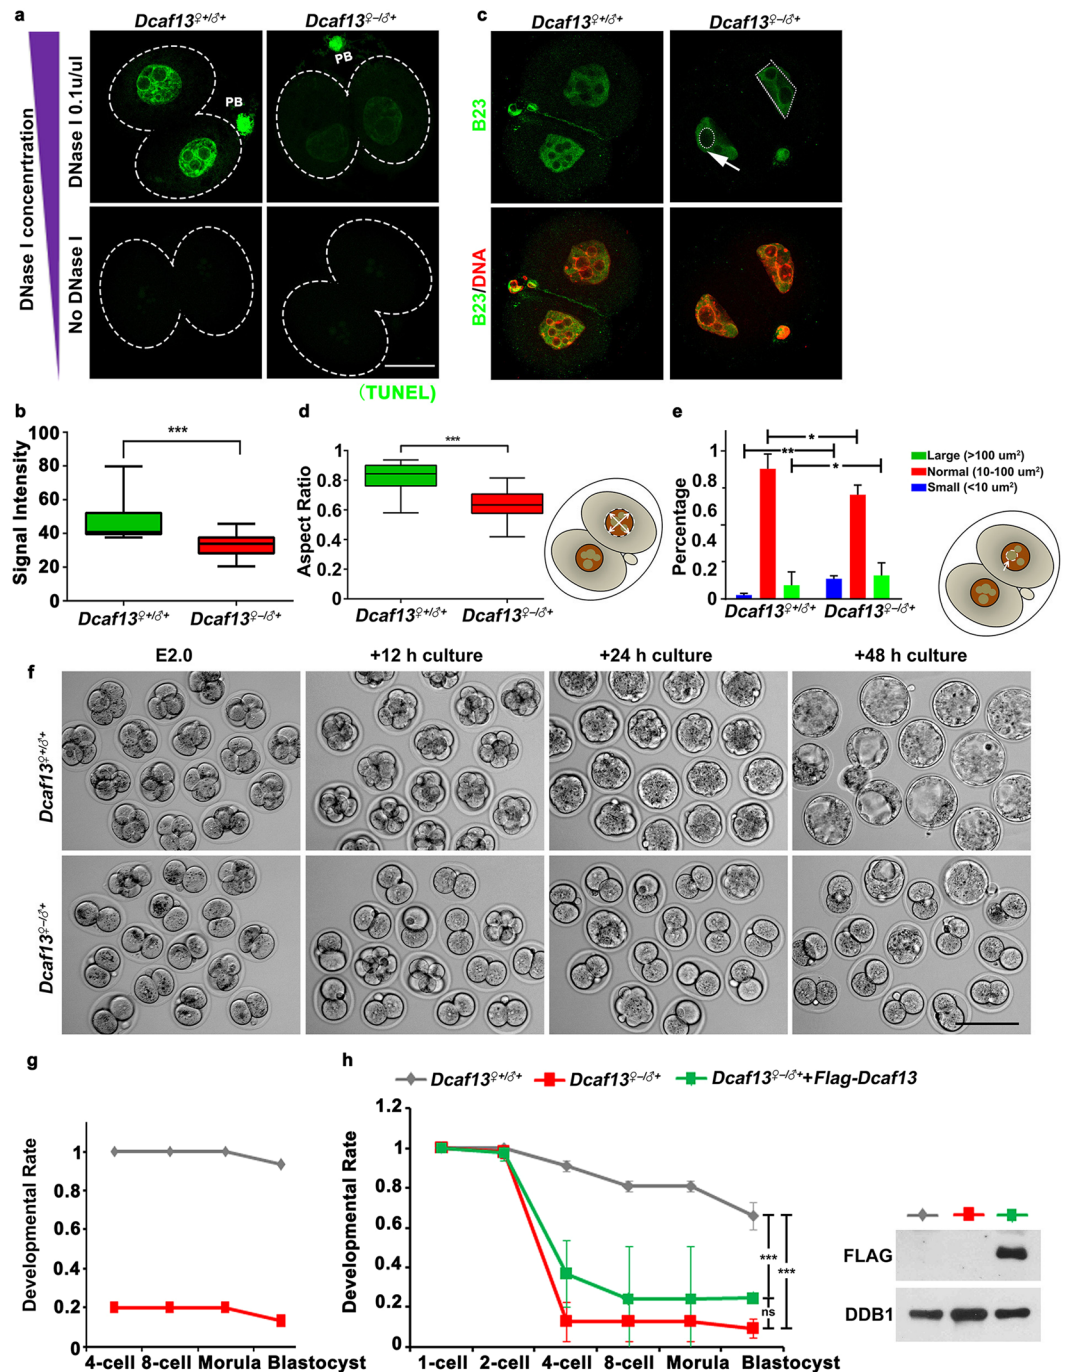 a
Dcaf13♀+/♂+
Dcaf13♀–/♂+
DNase I concenrtration
DNase I 0.1u/ul
No DNase I
PB
PB
(TUNEL)
c
Dcaf13♀+/♂+
Dcaf13♀–/♂+
B23
B23/DNA
b
Signal Intensity
100
80
60
40
20
0
***
Dcaf13♀+/♂+
Dcaf13♀–/♂+
d
Aspect Ratio
1
0.8
0.6
0.4
0.2
0
***
Dcaf13♀+/♂+
Dcaf13♀–/♂+
e
Percentage
1
0.8
0.6
0.4
0.2
0
*
**
*
Large (>100 um²)
Normal (10-100 um²)
Small (<10 um²)
Dcaf13♀+/♂+
Dcaf13♀–/♂+
f
E2.0
+12 h culture
+24 h culture
+48 h culture
Dcaf13♀+/♂+
Dcaf13♀–/♂+
g
Developmental Rate
1
0.8
0.6
0.4
0.2
0
4-cell 8-cell Morula Blastocyst
h
Dcaf13♀+/♂+
Dcaf13♀–/♂+
Dcaf13♀–/♂++Flag-Dcaf13
Developmental Rate
1.2
1
0.8
0.6
0.4
0.2
0
***
***
ns
1-cell 2-cell 4-cell 8-cell Morula Blastocyst
FLAG
DDB1